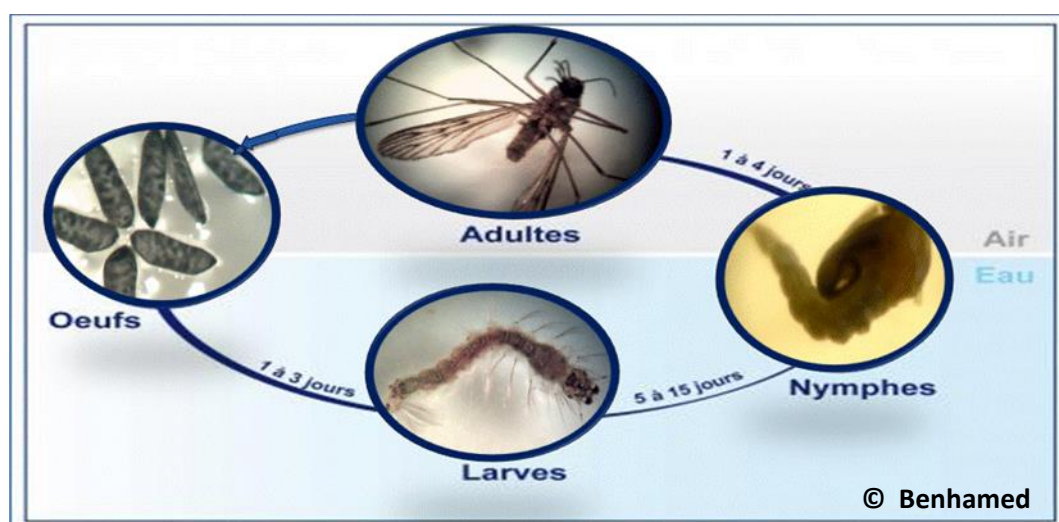 Adultes
1 à 4 jours
Air
Eau
Oeufs
1 à 3 jours
Larves
5 à 15 jours
Nymphes
© Benhamed